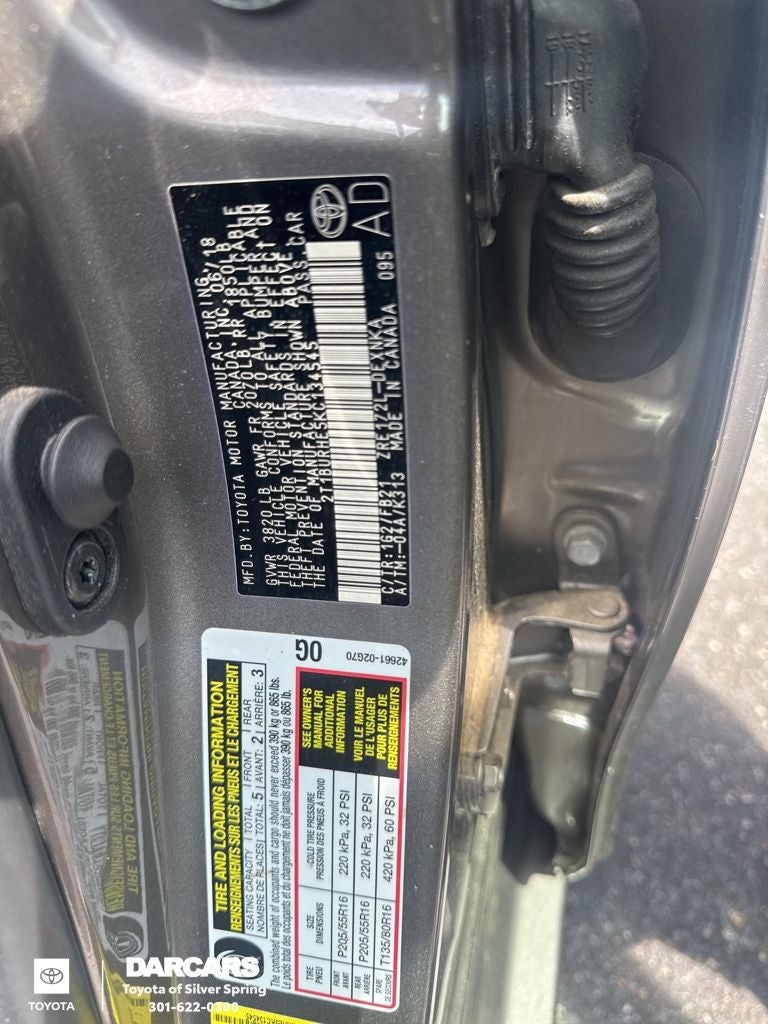 MFD.BY:TOYOTA MOTOR MANUFACTURING
CANADA INC. 06/18
GVWR 3820LB GAWR FR 2070LB RR 1850LB
THIS VEHICLE CONFORMS TO ALL APPLICABLE
FEDERAL MOTOR VEHICLE SAFETY, BUMPER, AND
THEFT PREVENTION STANDARDS IN EFFECT ON
THE DATE OF MANUFACTURE SHOWN ABOVE.
2T1BURHE5KC134545 PASS.CAR
C/TR:1G3/FB21 ZRE172L-DEXNKA
A/TM:-04A/K313 MADE IN CANADA 095
AD
TIRE AND LOADING INFORMATION
RENSEIGNEMENTS SUR LES PNEUS ET LE CHARGEMENT
SEATING CAPACITY TOTAL FRONT REAR
NOMBRE DE PLACES TOTAL: 5 AVANT: 2 ARRIÈRE: 3
The combined weight of occupants and cargo should never exceed 390 kg or 865 lbs.
Le poids total des occupants et du chargement ne doit jamais dépasser 390 kg ou 865 lb.
TIRE SIZE COLD TIRE PRESSURE
PNEU DIMENSIONS PRESSION DES PNEUS À FROID
FRONT
AVANT P205/55R16 220 kPa, 32 PSI
REAR
ARRIÈRE P205/55R16 220 kPa, 32 PSI
SPARE
DE SECOURS T135/80R16 420 kPa, 60 PSI
SEE OWNER'S
MANUAL FOR
ADDITIONAL
INFORMATION
VOIR LE MANUEL
DE L'USAGER
POUR PLUS DE
RENSEIGNEMENTS
0G
42661-02G70
TOYOTA
DARCARS
Toyota of Silver Spring
301-622-0300